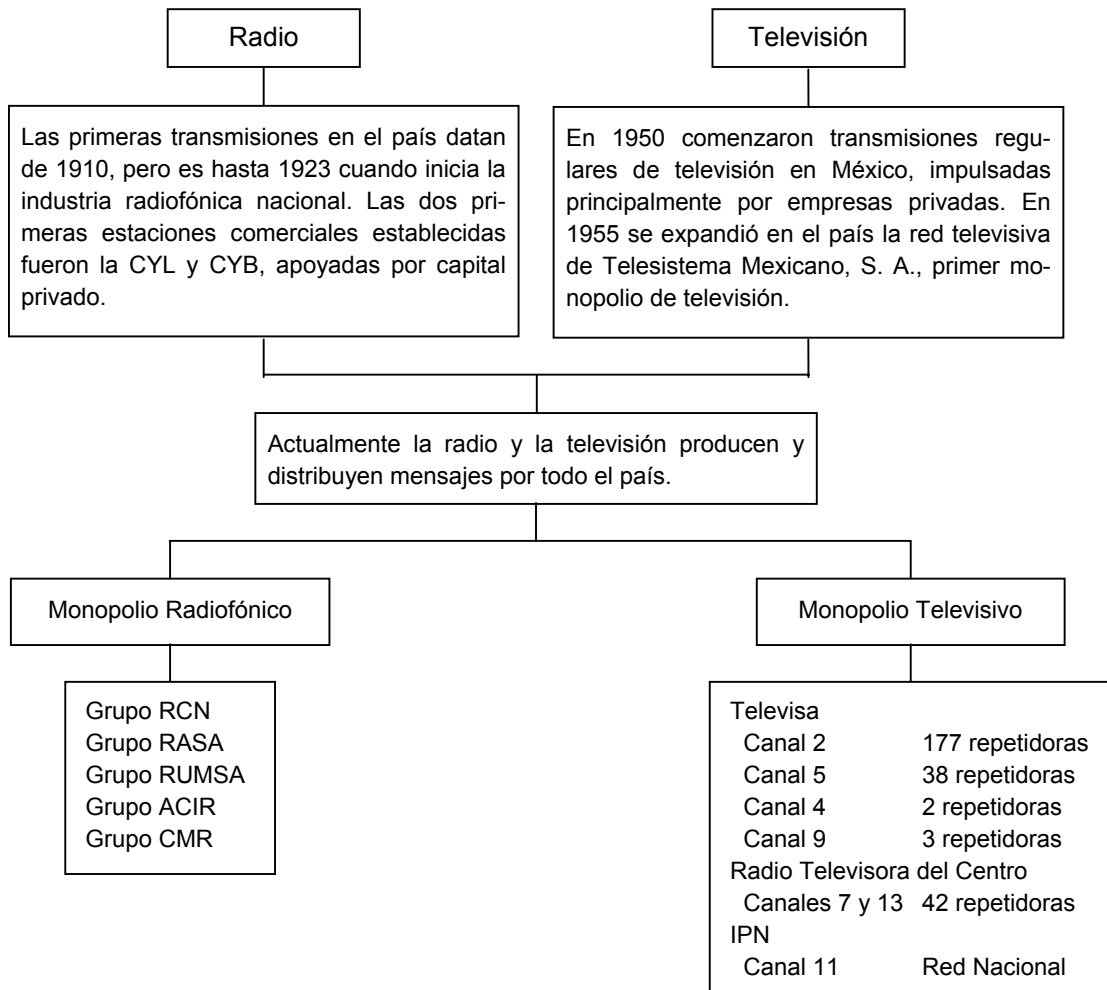 Radio
Televisión
Las primeras transmisiones en el país datan
de 1910, pero es hasta 1923 cuando inicia la
industria radiofónica nacional. Las dos pri-
meras estaciones comerciales establecidas
fueron la CYL y CYB, apoyadas por capital
privado.
En 1950 comenzaron transmisiones regu-
lares de televisión en México, impulsadas
principalmente por empresas privadas. En
1955 se expandió en el país la red televisiva
de Telesistema Mexicano, S. A., primer mo-
nopolio de televisión.
Actualmente la radio y la televisión producen y
distribuyen mensajes por todo el país.
Monopolio Radiofónico
Monopolio Televisivo
Grupo RCN
Grupo RASA
Grupo RUMSA
Grupo ACIR
Grupo CMR
Televisa
Canal 2 177 repetidoras
Canal 5 38 repetidoras
Canal 4 2 repetidoras
Canal 9 3 repetidoras
Radio Televisora del Centro
Canales 7 y 13 42 repetidoras
IPN
Canal 11 Red Nacional